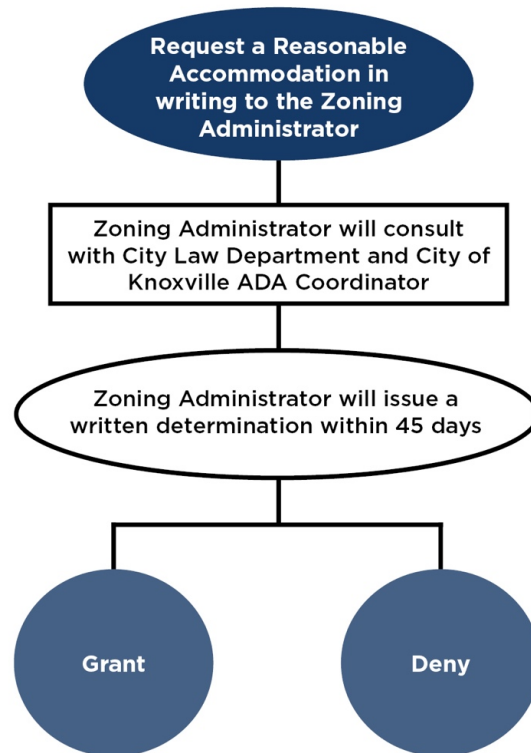 Request a Reasonable
Accommodation in
writing to the Zoning
Administrator
Zoning Administrator will consult
with City Law Department and City of
Knoxville ADA Coordinator
Zoning Administrator will issue a
written determination within 45 days
Grant
Deny